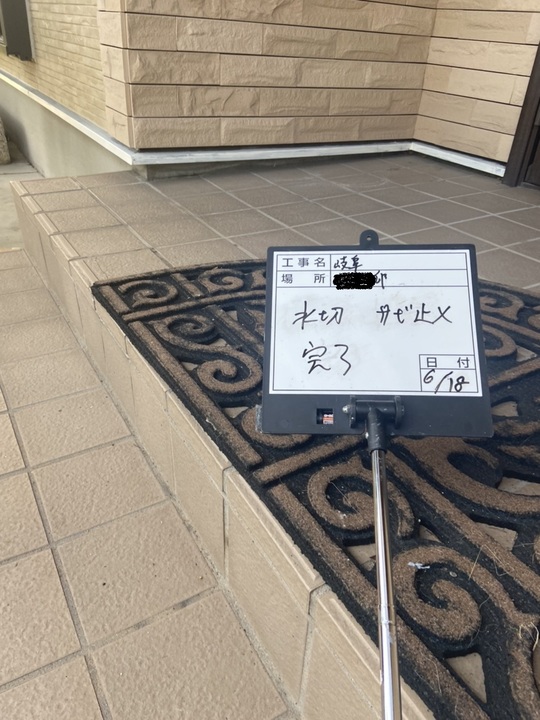 工事名 岐阜
場所 邸
水切 サビ止メ
完了
日付
6/18